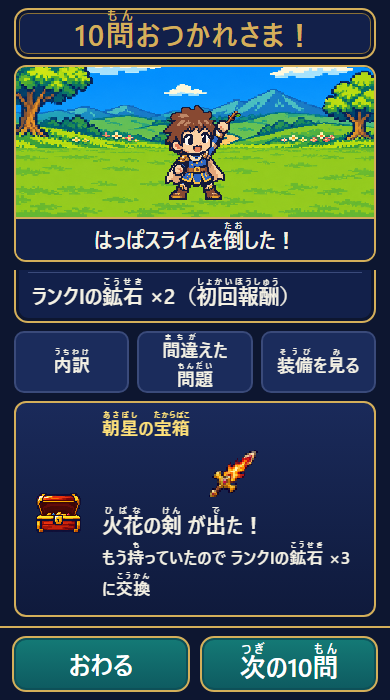 10問おつかれさま！
はっぱスライムを倒した！
ランクIの鉱石 ×2（初回報酬）
内訳
間違えた
問題
装備を見る
朝星の宝箱
火花の剣 が出た！
もう持っていたので ランクIの鉱石 ×3
に交換
おわる
次の10問